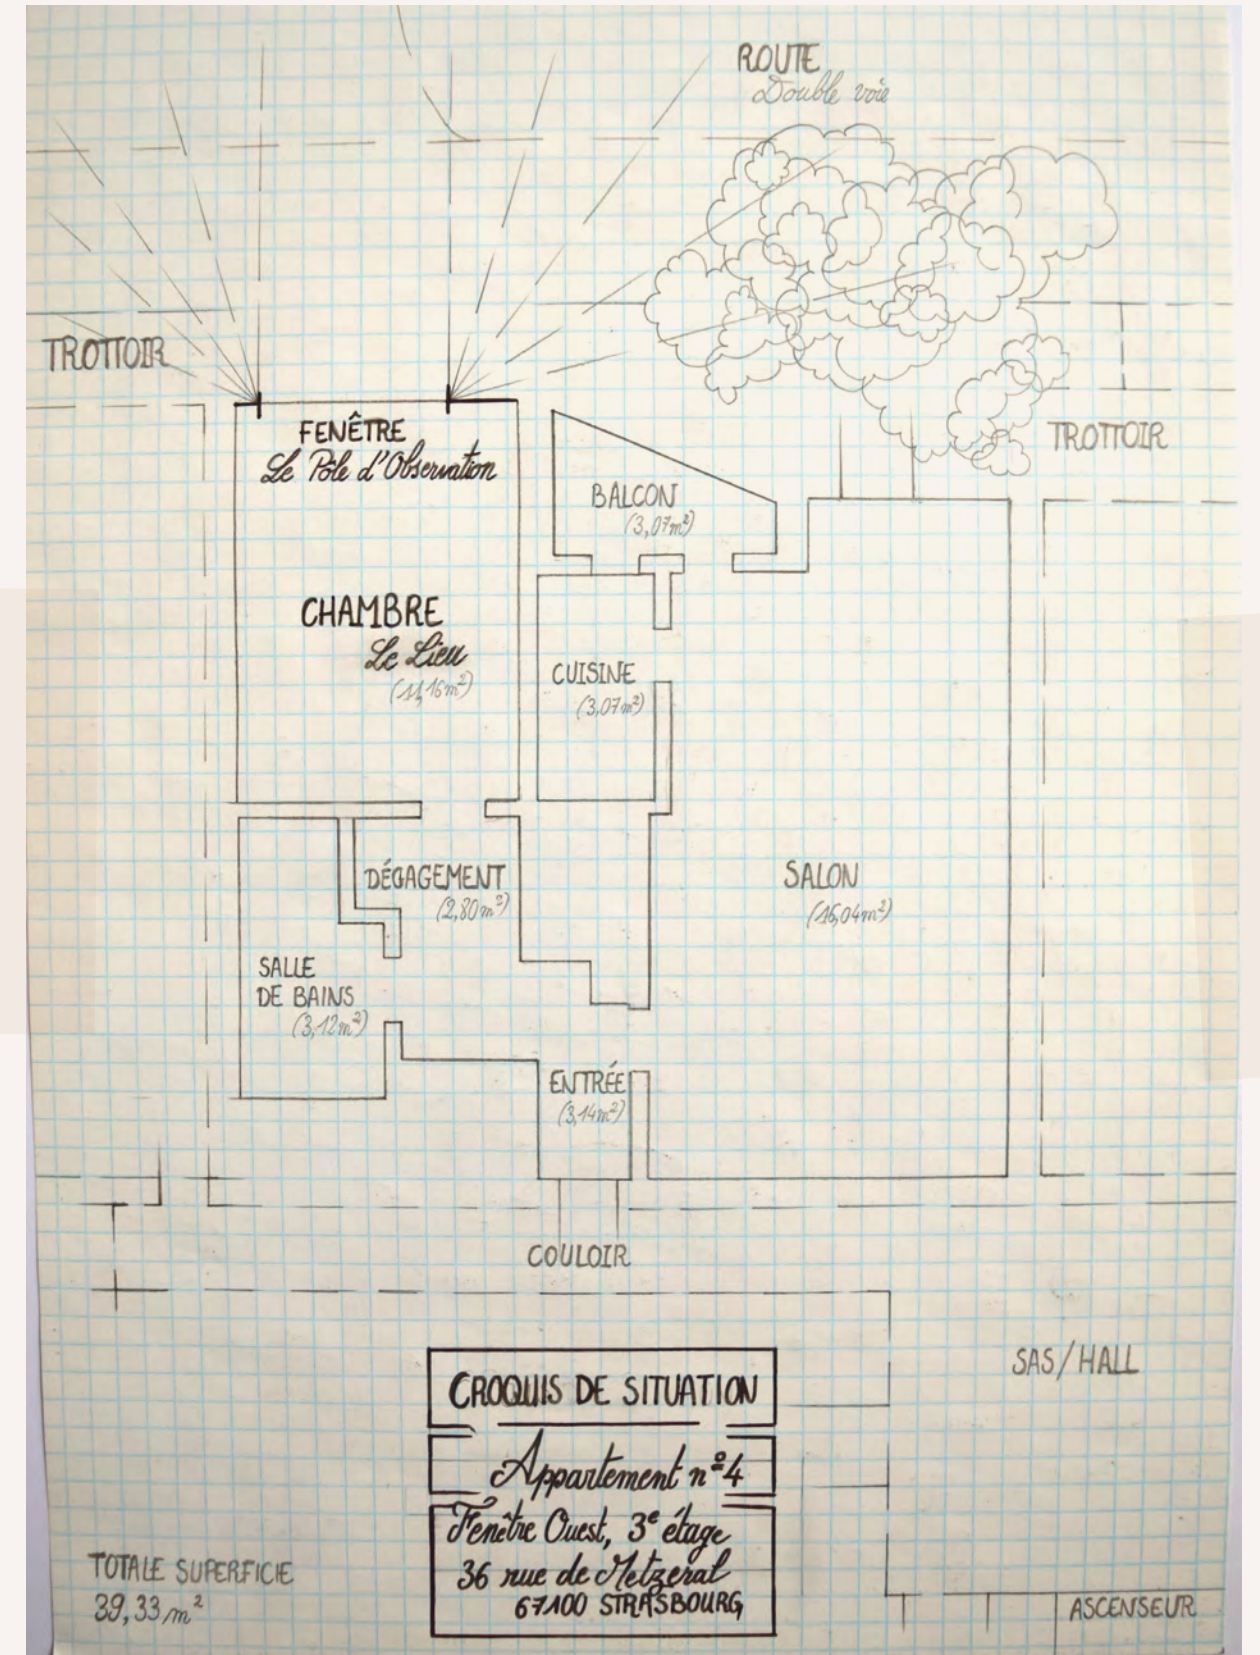 ROUTE
Double voie
TROTTOIR
FENÊTRE
Le Pôle d'Observation
TROTTOIR
BALCON
(3,07m²)
CHAMBRE
Le Lieu
(11,16m²)
CUISINE
(3,07m²)
DÉGAGEMENT
(2,80m²)
SALON
(16,04m²)
SALLE
DE BAINS
(3,12m²)
ENTRÉE
(3,14m²)
COULOIR
SAS/HALL
CROQUIS DE SITUATION
Appartement n°4
Fenêtre Ouest, 3e étage
36 rue de Metzeral
67100 STRASBOURG
TOTALE SUPERFICIE
39,33 m²
ASCENSEUR